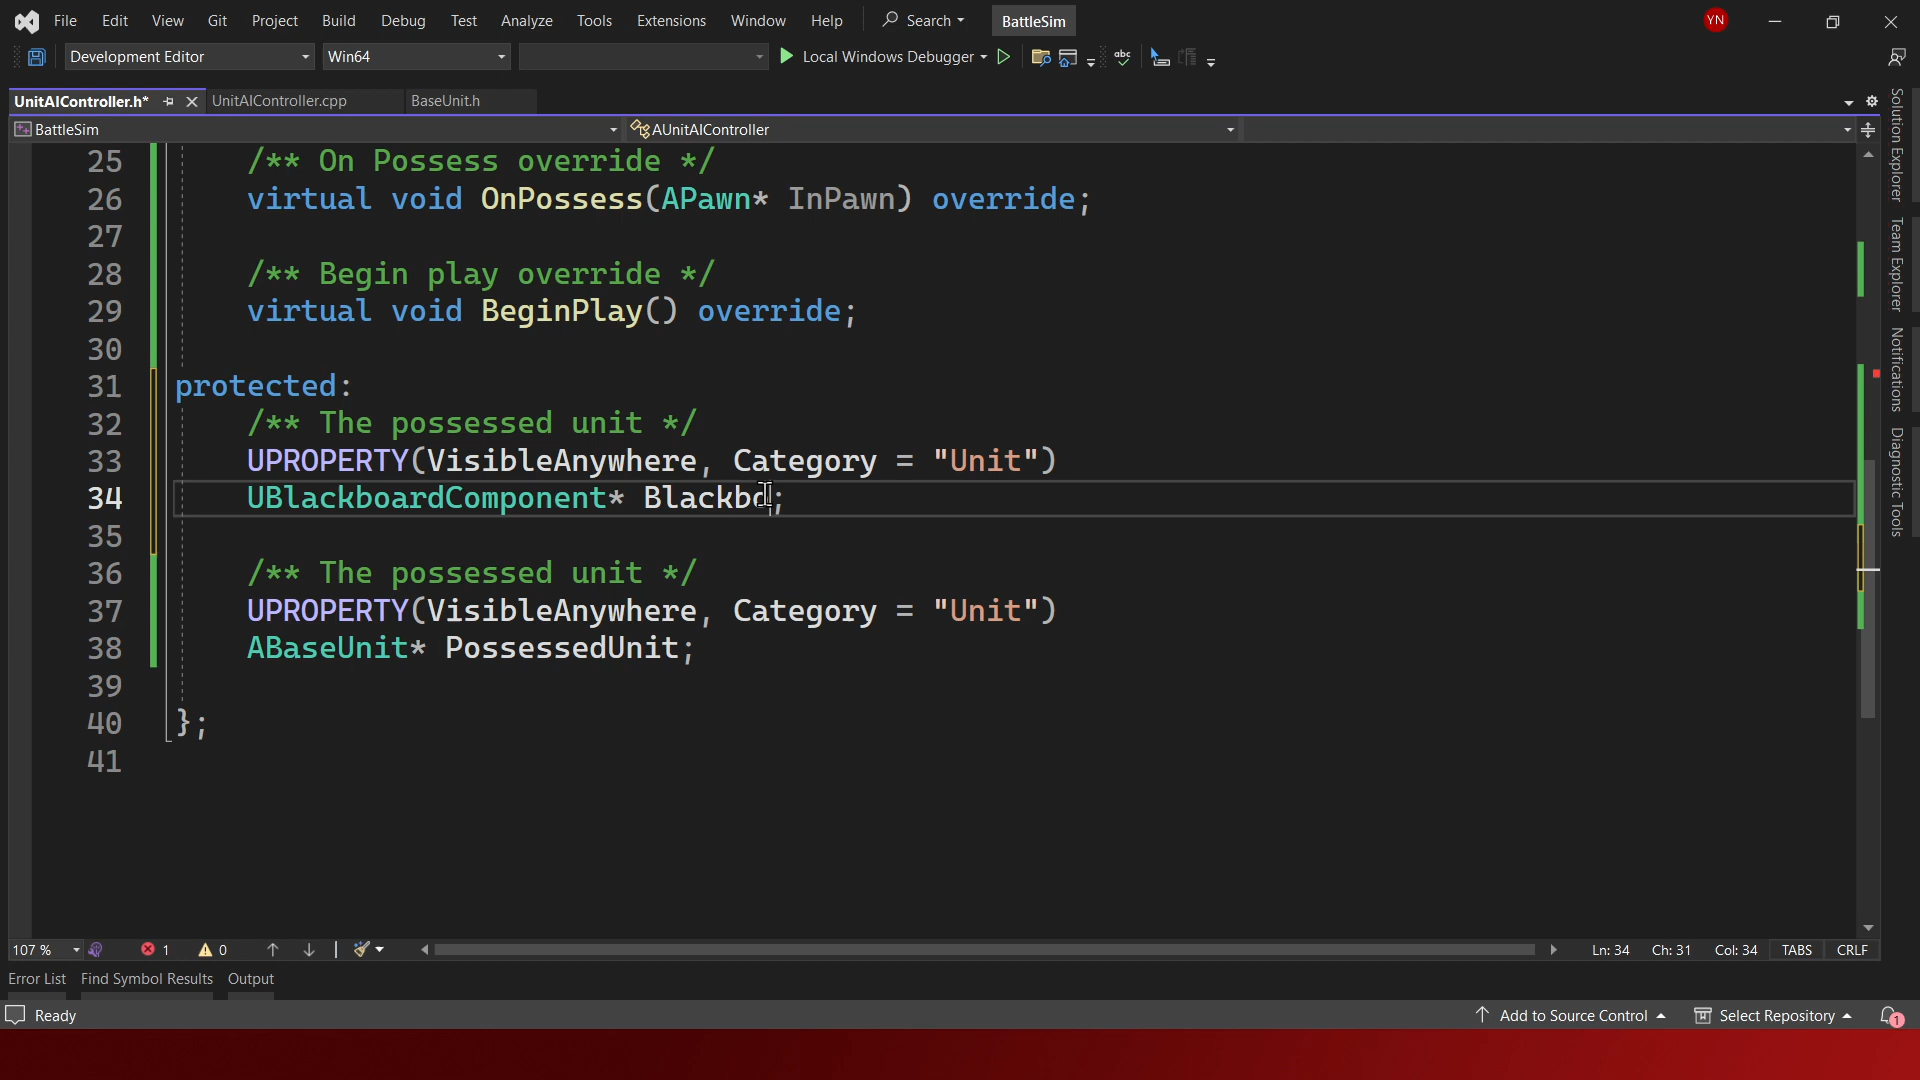 File Edit View Git Project Build Debug Test Analyze Tools Extensions Window Help Search BattleSim YN
Development Editor Win64 Local Windows Debugger
UnitAIController.h* UnitAIController.cpp BaseUnit.h
BattleSim AUnitAIController
25 /** On Possess override */
26 virtual void OnPossess(APawn* InPawn) override;
27
28 /** Begin play override */
29 virtual void BeginPlay() override;
30
31 protected:
32 /** The possessed unit */
33 UPROPERTY(VisibleAnywhere, Category = "Unit")
34 UBlackboardComponent* Blackbo;
35
36 /** The possessed unit */
37 UPROPERTY(VisibleAnywhere, Category = "Unit")
38 ABaseUnit* PossessedUnit;
39
40 };
41
Solution Explorer
Team Explorer
Notifications
Diagnostic Tools
107 % 1 0 Ln: 34 Ch: 31 Col: 34 TABS CRLF
Error List Find Symbol Results Output
Ready Add to Source Control Select Repository 1